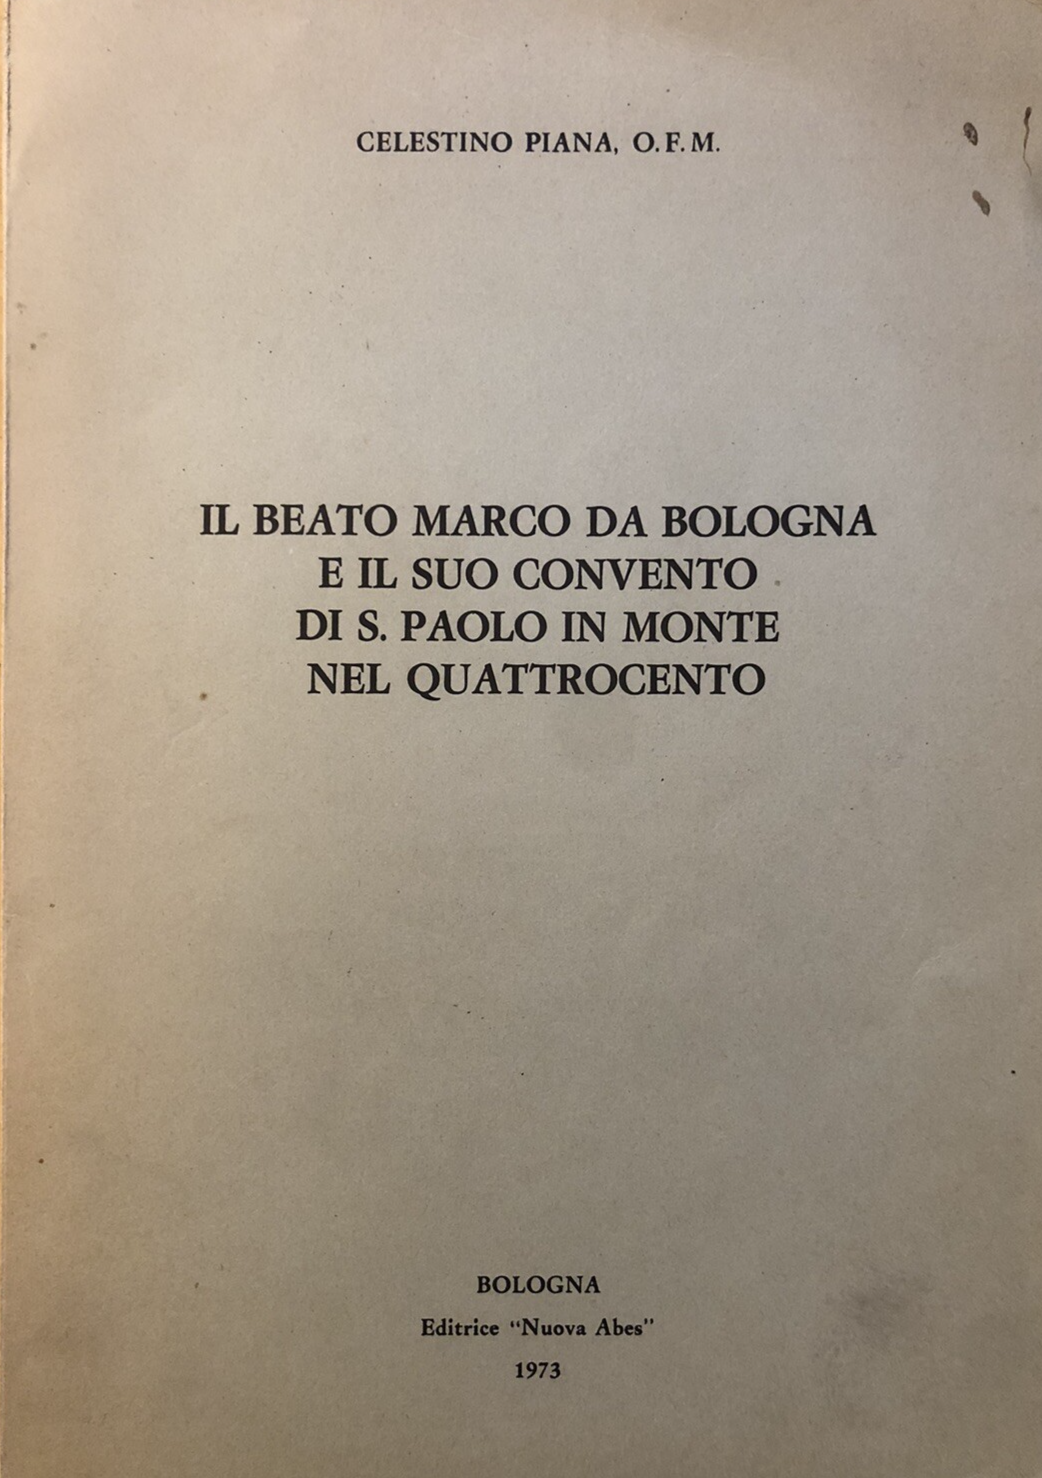 CELESTINO PIANA, O.F.M.
IL BEATO MARCO DA BOLOGNA
E IL SUO CONVENTO
DI S. PAOLO IN MONTE
NEL QUATTROCENTO
BOLOGNA
Editrice "Nuova Abes"
1973